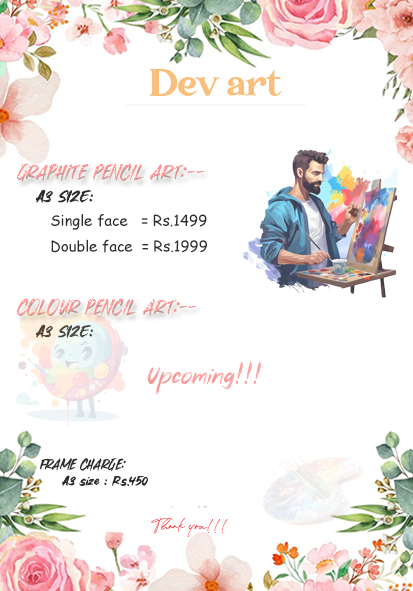 Dev art
GRAPHITE PENCIL ART:--
A3 SIZE:
Single face = Rs.1499
Double face = Rs.1999
COLOUR PENCIL ART:--
A3 SIZE:
Upcoming!!!
FRAME CHARGE:
A3 size : Rs.450
Thank you!!!